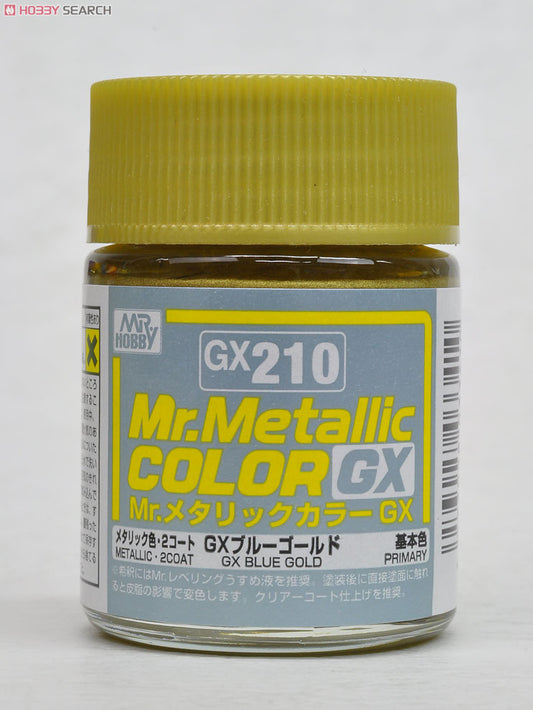 HOBBY SEARCH
MR.
HOBBY
GX210
Mr.Metallic
COLOR GX
Mr.メタリックカラー GX
メタリック色・2コート GXブルーゴールド 基本色
METALLIC・2COAT GX BLUE GOLD PRIMARY
※希釈にはMr.レベリングうすめ液を推奨。塗装後に直接塗面に触れ
ると皮脂の影響で変色します。クリアーコート仕上げを推奨。